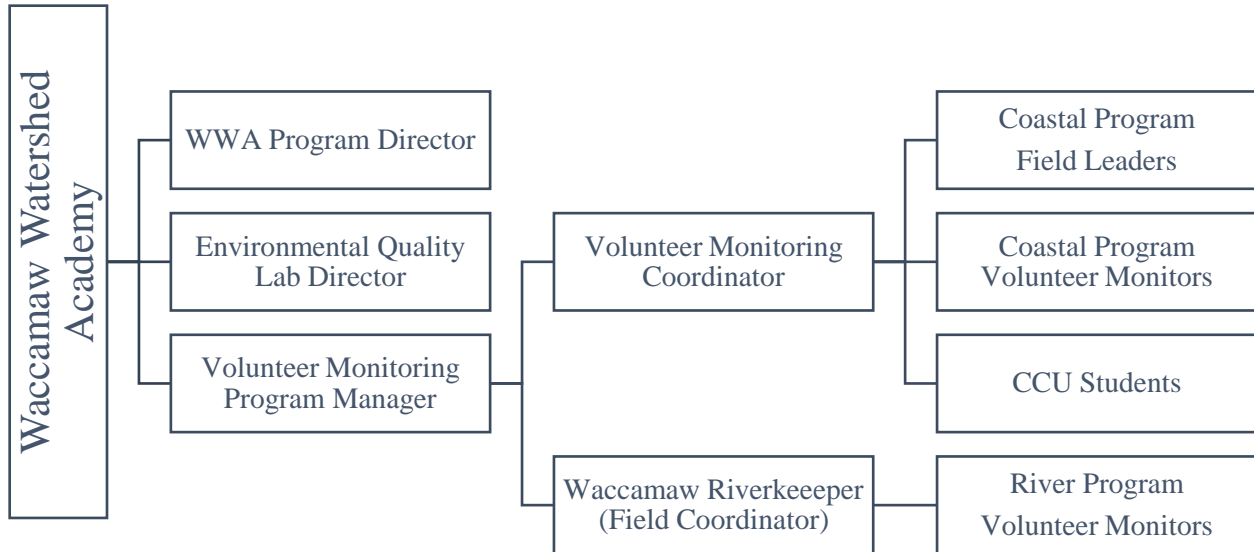 Waccamaw Watershed
Academy
WWA Program Director
Environmental Quality
Lab Director
Volunteer Monitoring
Program Manager
Volunteer Monitoring
Coordinator
Waccamaw Riverkeeeper
(Field Coordinator)
Coastal Program
Field Leaders
Coastal Program
Volunteer Monitors
CCU Students
River Program
Volunteer Monitors